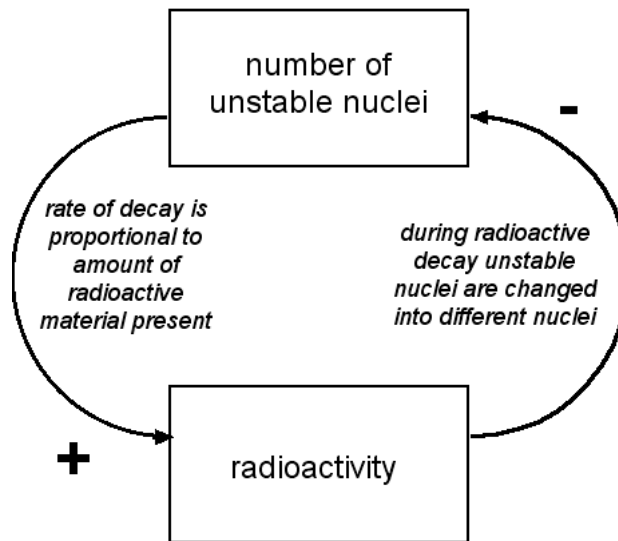 number of
unstable nuclei
-
rate of decay is
proportional to
amount of
radioactive
material present
during radioactive
decay unstable
nuclei are changed
into different nuclei
+
radioactivity